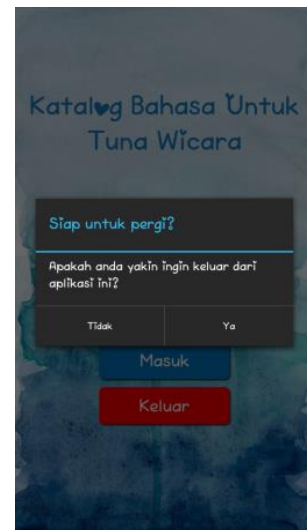 Katalog Bahasa Untuk
Tuna Wicara
Siap untuk pergi?
Apakah anda yakin ingin keluar dari
aplikasi ini?
Tidak Ya
Masuk
Keluar